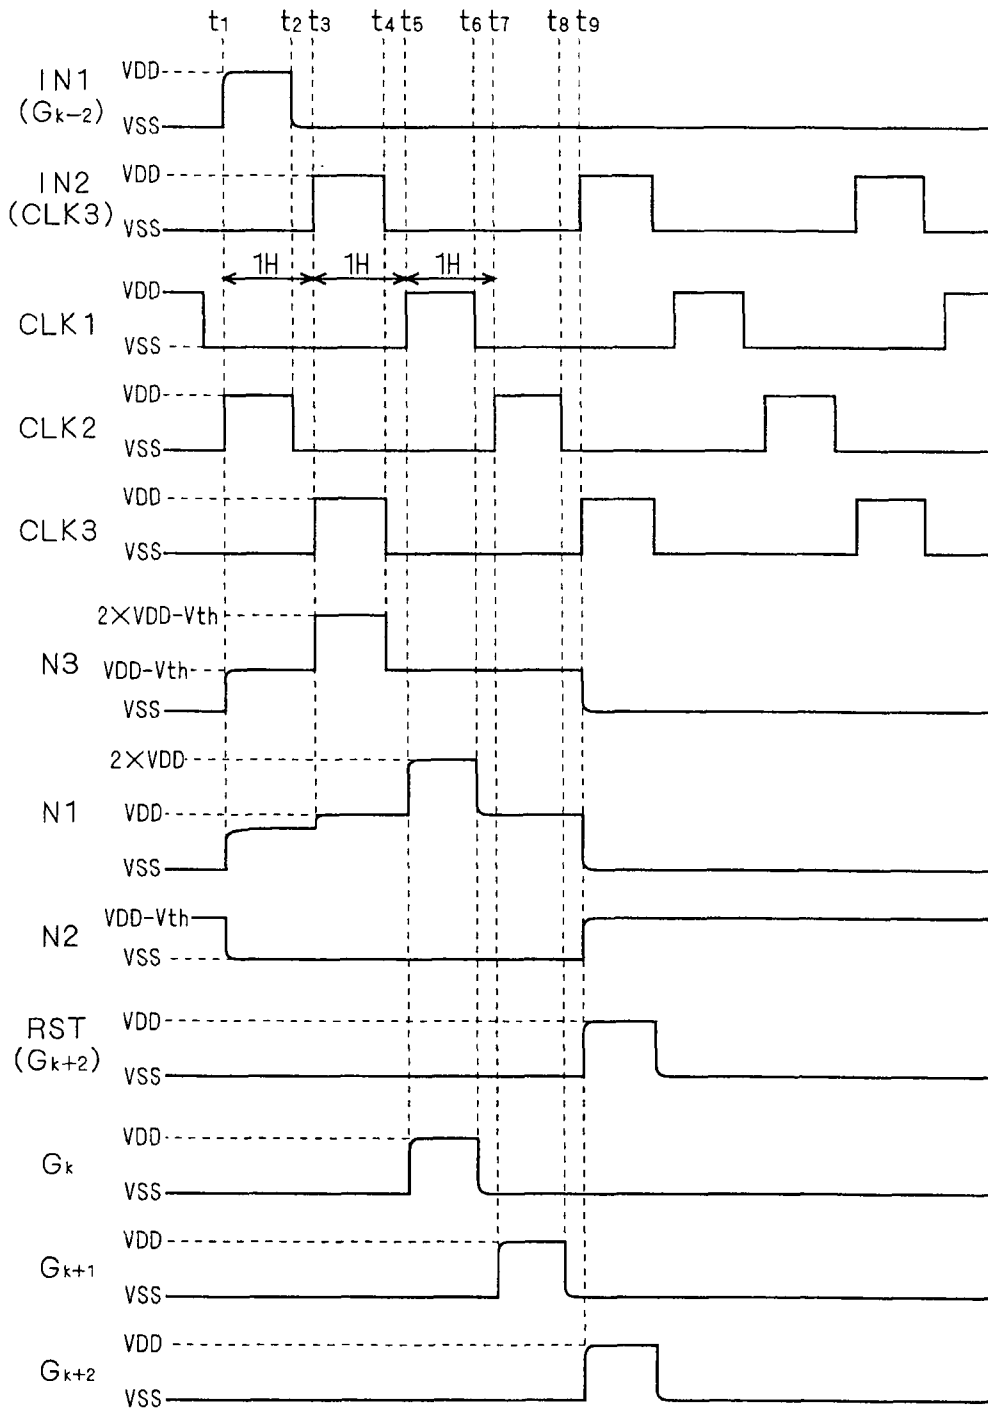 t1 t2 t3 t4 t5 t6 t7 t8 t9
IN1
(Gk-2)
VDD
VSS
IN2
(CLK3)
VDD
VSS
1H 1H 1H
CLK1
VDD
VSS
CLK2
VDD
VSS
CLK3
VDD
VSS
N3
2×VDD-Vth
VDD-Vth
VSS
N1
2×VDD
VDD
VSS
N2
VDD-Vth
VSS
RST
(Gk+2)
VDD
VSS
Gk
VDD
VSS
Gk+1
VDD
VSS
Gk+2
VDD
VSS